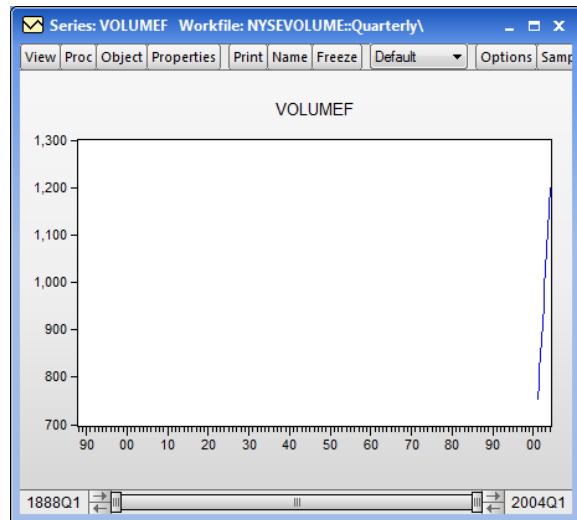 Series: VOLUMEF Workfile: NYSEVOLUME::Quarterly\
View Proc Object Properties Print Name Freeze Default Options Samp
VOLUMEF
1,300
1,200
1,100
1,000
900
800
700
90 00 10 20 30 40 50 60 70 80 90 00
1888Q1 2004Q1